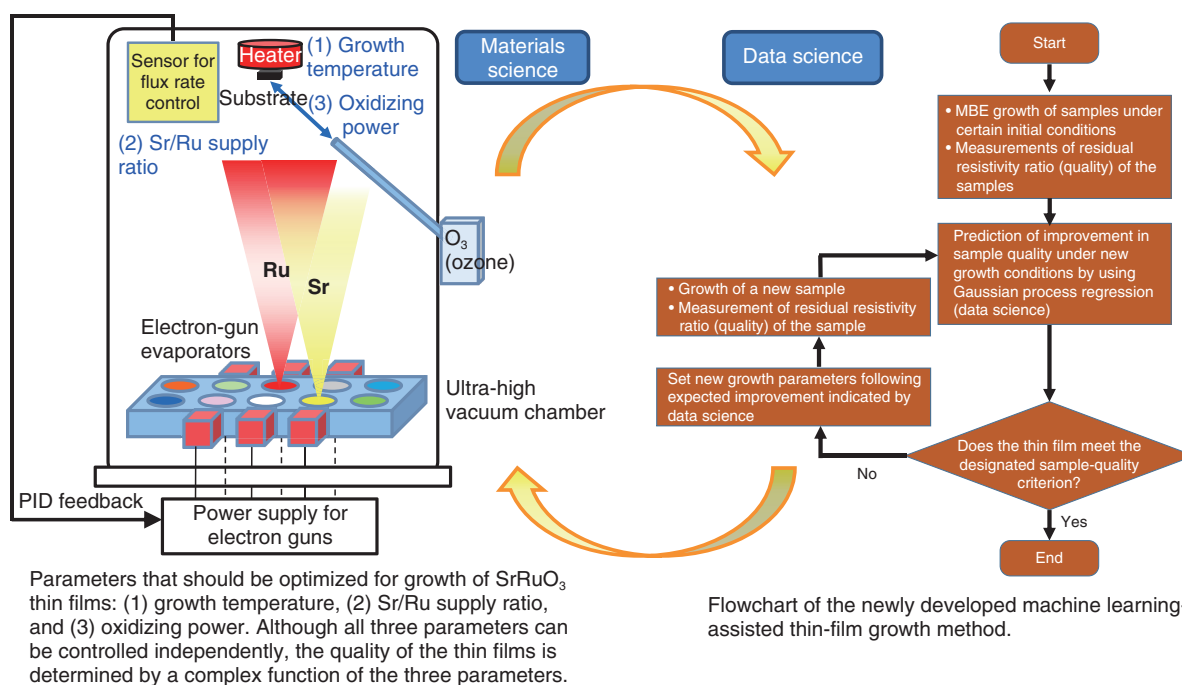 Sensor for
flux rate
control
Heater
Substrate
(1) Growth
temperature
(3) Oxidizing
power
(2) Sr/Ru supply
ratio
O₃
(ozone)
Ru
Sr
Electron-gun
evaporators
Ultra-high
vacuum chamber
PID feedback
Power supply for
electron guns
Parameters that should be optimized for growth of SrRuO₃
thin films: (1) growth temperature, (2) Sr/Ru supply ratio,
and (3) oxidizing power. Although all three parameters can
be controlled independently, the quality of the thin films is
determined by a complex function of the three parameters.
Materials
science
Data science
Start
• MBE growth of samples under
certain initial conditions
• Measurements of residual
resistivity ratio (quality) of the
samples
Prediction of improvement in
sample quality under new
growth conditions by using
Gaussian process regression
(data science)
• Growth of a new sample
• Measurement of residual resistivity
ratio (quality) of the sample
Set new growth parameters following
expected improvement indicated by
data science
Does the thin film meet the
designated sample-quality
criterion?
No
Yes
End
Flowchart of the newly developed machine learning-
assisted thin-film growth method.